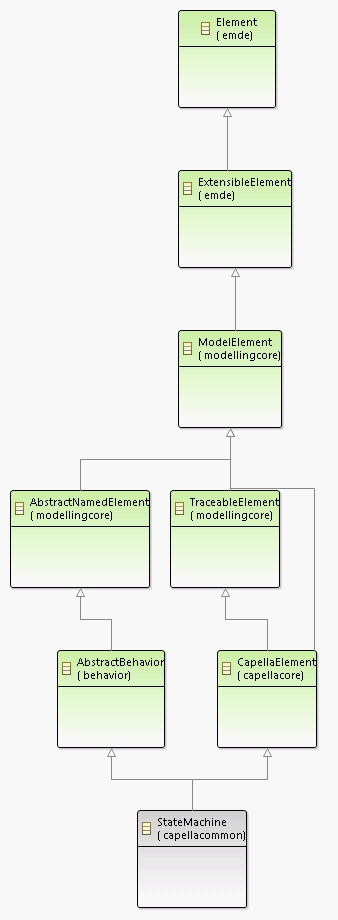 Element
( emde)
ExtensibleElement
( emde)
ModelElement
( modellingcore)
AbstractNamedElement
( modellingcore)
TraceableElement
( modellingcore)
AbstractBehavior
( behavior)
CapellaElement
( capellacore)
StateMachine
( capellacommon)